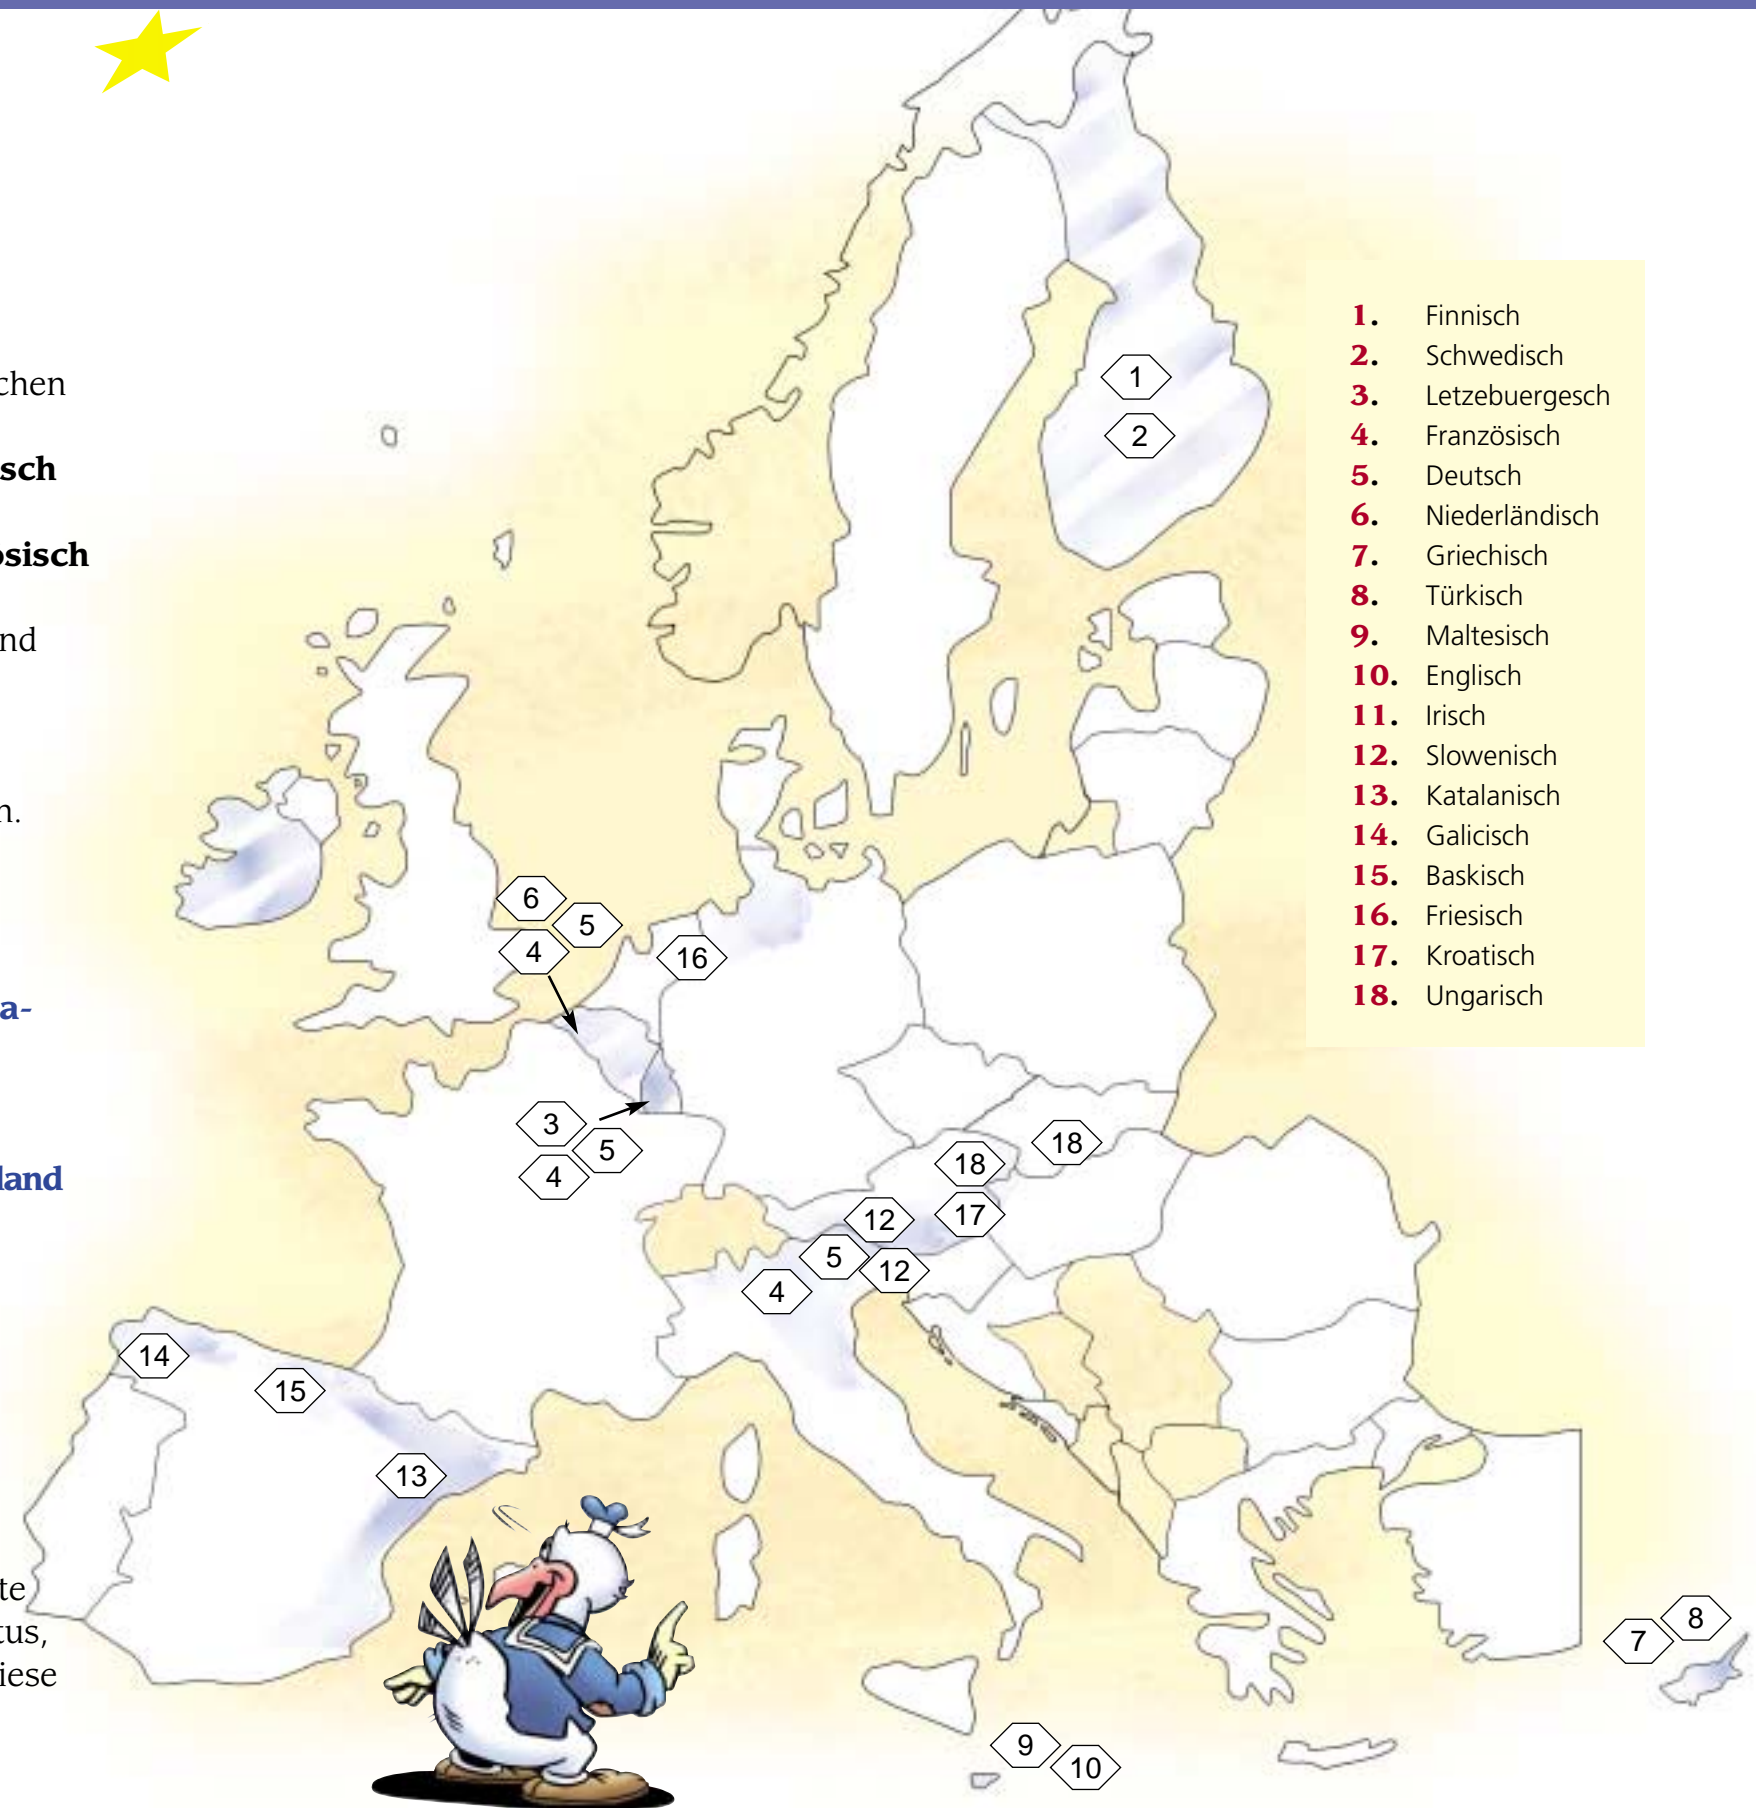 chen
sch
osisch
nd
n.
a-
land
te
tus,
iese
1. Finnisch
2. Schwedisch
3. Letzebuergesch
4. Französisch
5. Deutsch
6. Niederländisch
7. Griechisch
8. Türkisch
9. Maltesisch
10. Englisch
11. Irisch
12. Slowenisch
13. Katalanisch
14. Galicisch
15. Baskisch
16. Friesisch
17. Kroatisch
18. Ungarisch
1
2
6
5
4
16
3
5
4
18
18
12
17
5
12
4
14
15
13
7
8
9
10